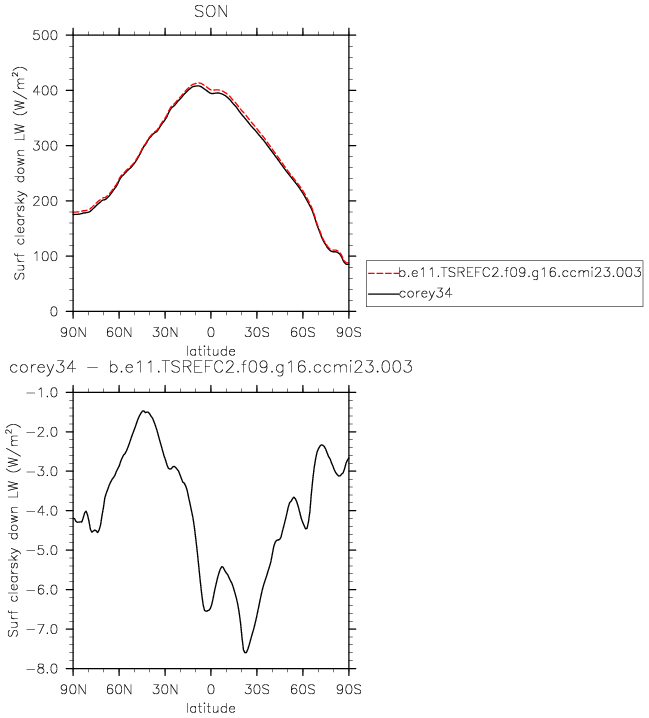 SON
500
400
300
200
100
0
Surf clearsky down LW (W/m²)
90N 60N 30N 0 30S 60S 90S
latitude
b.e11.TSREFC2.f09.g16.ccmi23.003
corey34
corey34 − b.e11.TSREFC2.f09.g16.ccmi23.003
−1.0
−2.0
−3.0
−4.0
−5.0
−6.0
−7.0
−8.0
Surf clearsky down LW (W/m²)
90N 60N 30N 0 30S 60S 90S
latitude